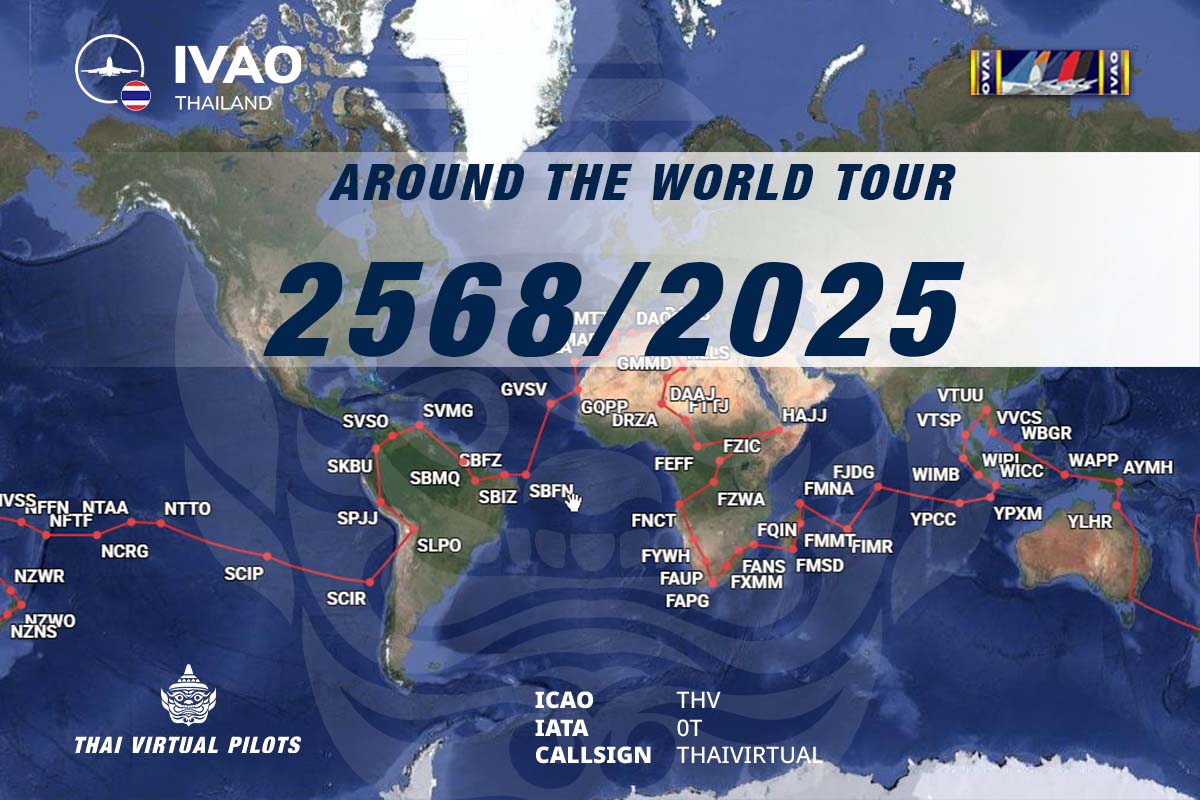 IVAO
THAILAND
IVAO
IVAO
AROUND THE WORLD TOUR
2568/2025
GMMD
GVSV
GQPP
DAAJ
FTTJ
DRZA
HAJJ
SVSO
SVMG
VTUU
VTSP
VVCS
WBGR
SKBU
SBFZ
SBMQ
SBIZ
SBFN
FEFF
FZIC
FZWA
FJDG
FMNA
WIMB
WIPL
WICC
WAPP
AYMH
NFFN
NTAA
NTTO
NFTF
NCRG
SPJJ
SLPO
SCIP
SCIR
FNCT
FQIN
FMMT
FIMR
YPCC
YPXM
YLHR
FYWH
FAUP
FANS
FXMM
FMSD
FAPG
NZWR
NZWO
NZNS
THAI VIRTUAL PILOTS
ICAO THV
IATA 0T
CALLSIGN THAIVIRTUAL